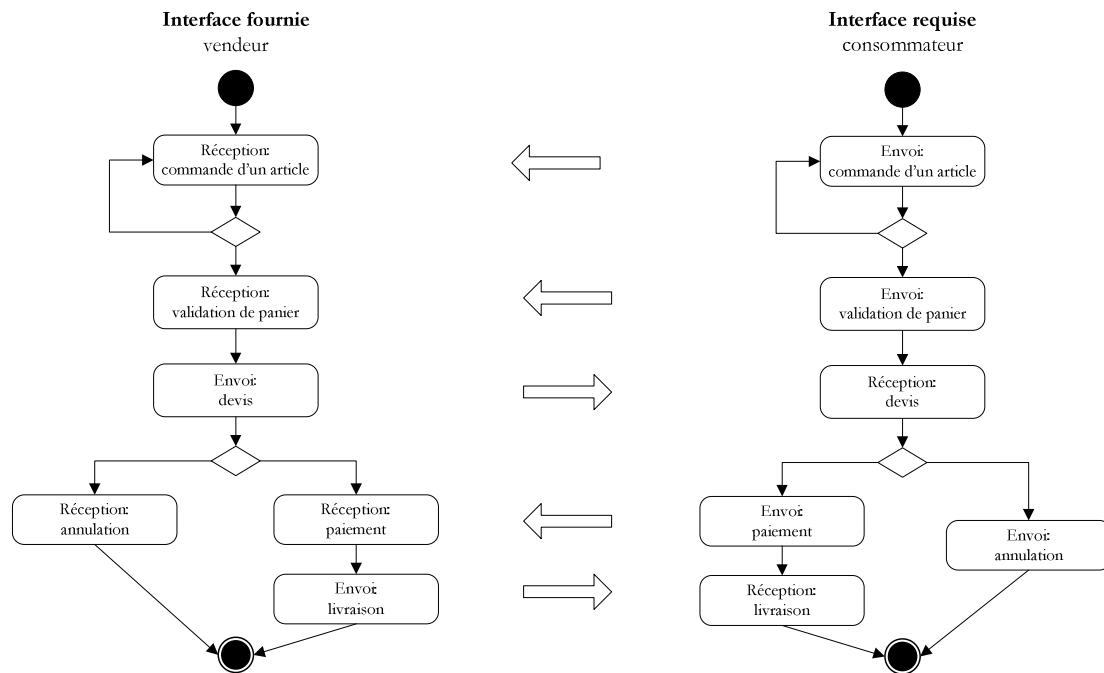 Interface fournie
vendeur
Réception:
commande d'un article
Réception:
validation de panier
Envoi:
devis
Réception:
annulation
Réception:
paiement
Envoi:
livraison
Interface requise
consommateur
Envoi:
commande d'un article
Envoi:
validation de panier
Réception:
devis
Envoi:
paiement
Réception:
livraison
Envoi:
annulation